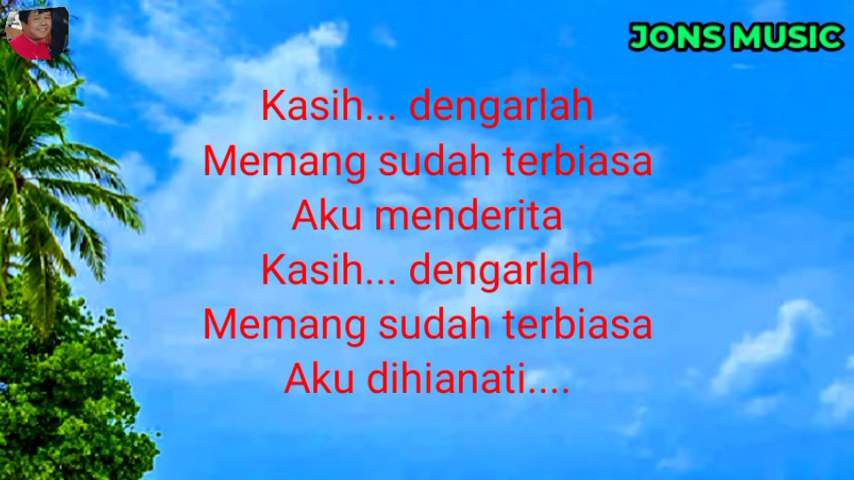 JONS MUSIC
Kasih... dengarlah
Memang sudah terbiasa
Aku menderita
Kasih... dengarlah
Memang sudah terbiasa
Aku dihianati....